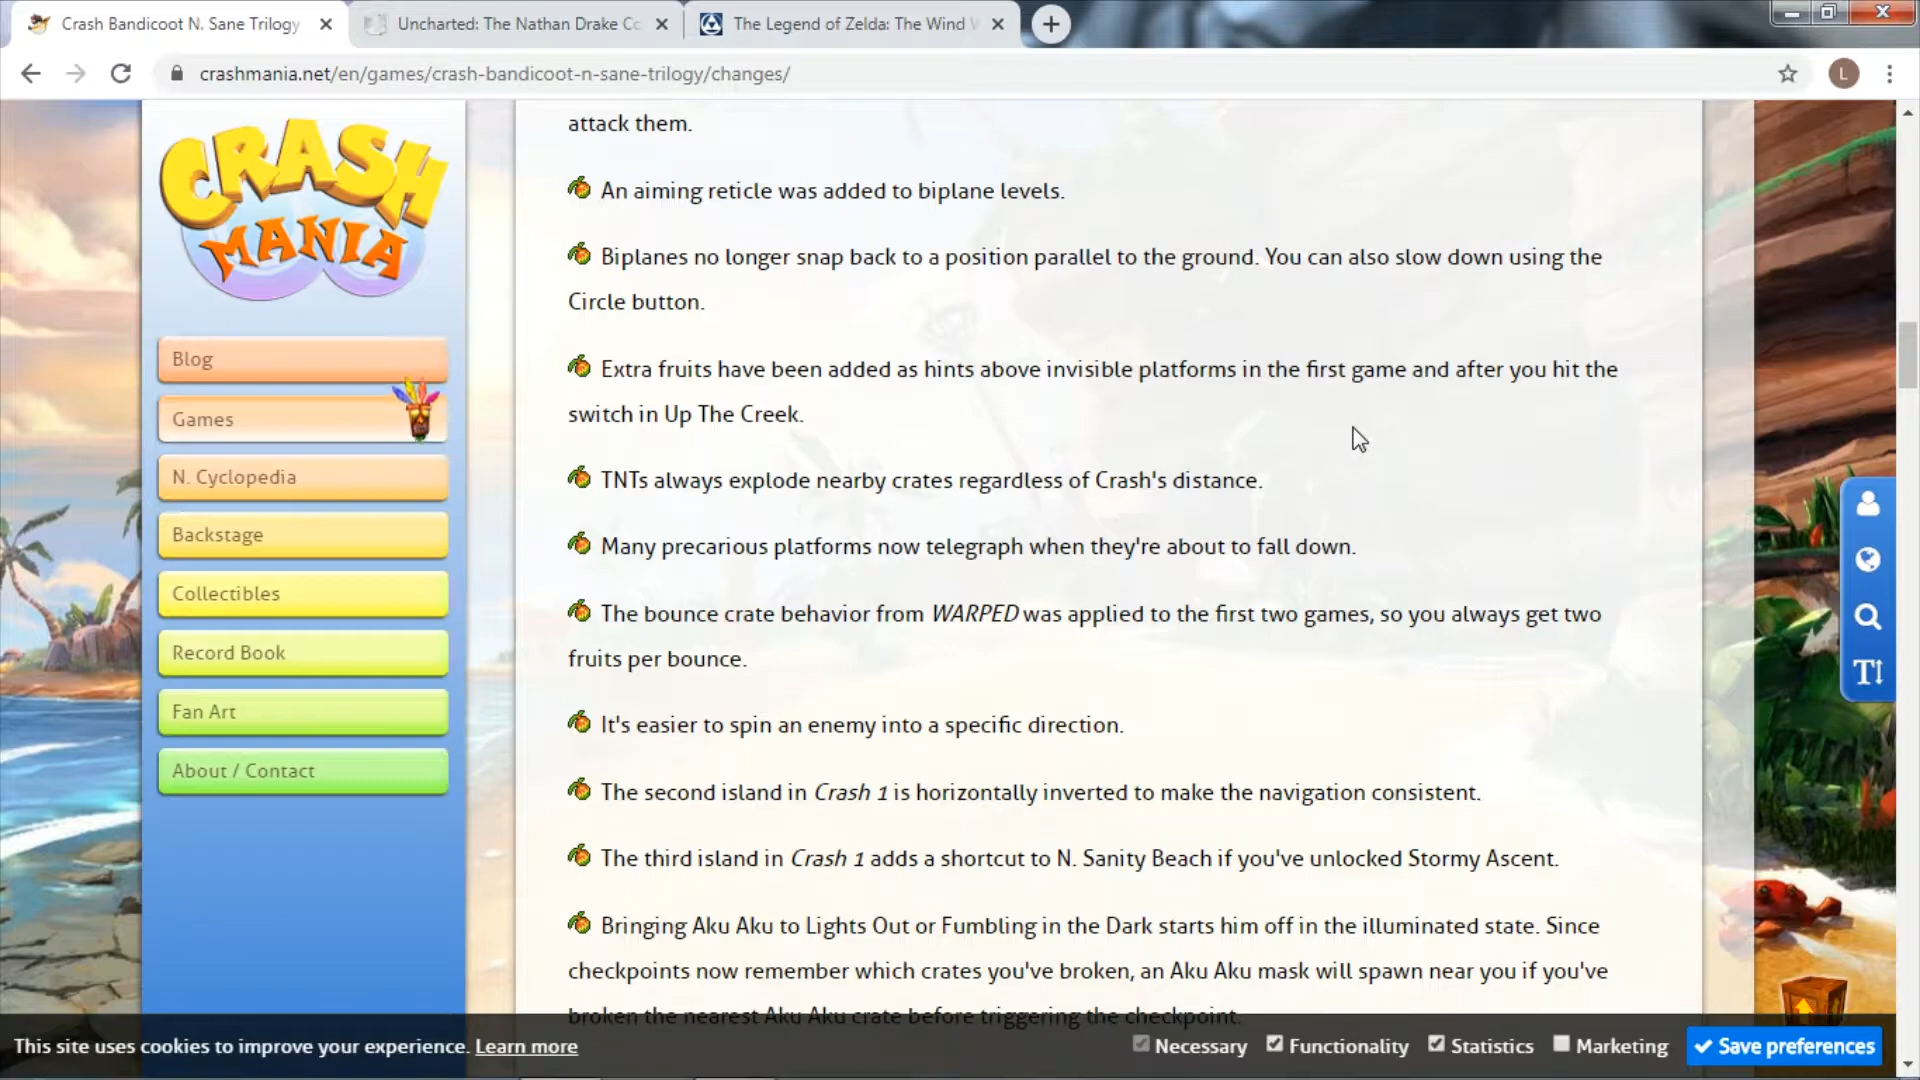 Crash Bandicoot N. Sane Trilogy
Uncharted: The Nathan Drake Co
The Legend of Zelda: The Wind W
crashmania.net/en/games/crash-bandicoot-n-sane-trilogy/changes/
L
CRASH
MANIA
Blog
Games
N. Cyclopedia
Backstage
Collectibles
Record Book
Fan Art
About / Contact
attack them.
An aiming reticle was added to biplane levels.
Biplanes no longer snap back to a position parallel to the ground. You can also slow down using the
Circle button.
Extra fruits have been added as hints above invisible platforms in the first game and after you hit the
switch in Up The Creek.
TNTs always explode nearby crates regardless of Crash's distance.
Many precarious platforms now telegraph when they're about to fall down.
The bounce crate behavior from WARPED was applied to the first two games, so you always get two
fruits per bounce.
It's easier to spin an enemy into a specific direction.
The second island in Crash 1 is horizontally inverted to make the navigation consistent.
The third island in Crash 1 adds a shortcut to N. Sanity Beach if you've unlocked Stormy Ascent.
Bringing Aku Aku to Lights Out or Fumbling in the Dark starts him off in the illuminated state. Since
checkpoints now remember which crates you've broken, an Aku Aku mask will spawn near you if you've
broken the nearest Aku Aku crate before triggering the checkpoint.
T
This site uses cookies to improve your experience. Learn more
Necessary Functionality Statistics Marketing Save preferences